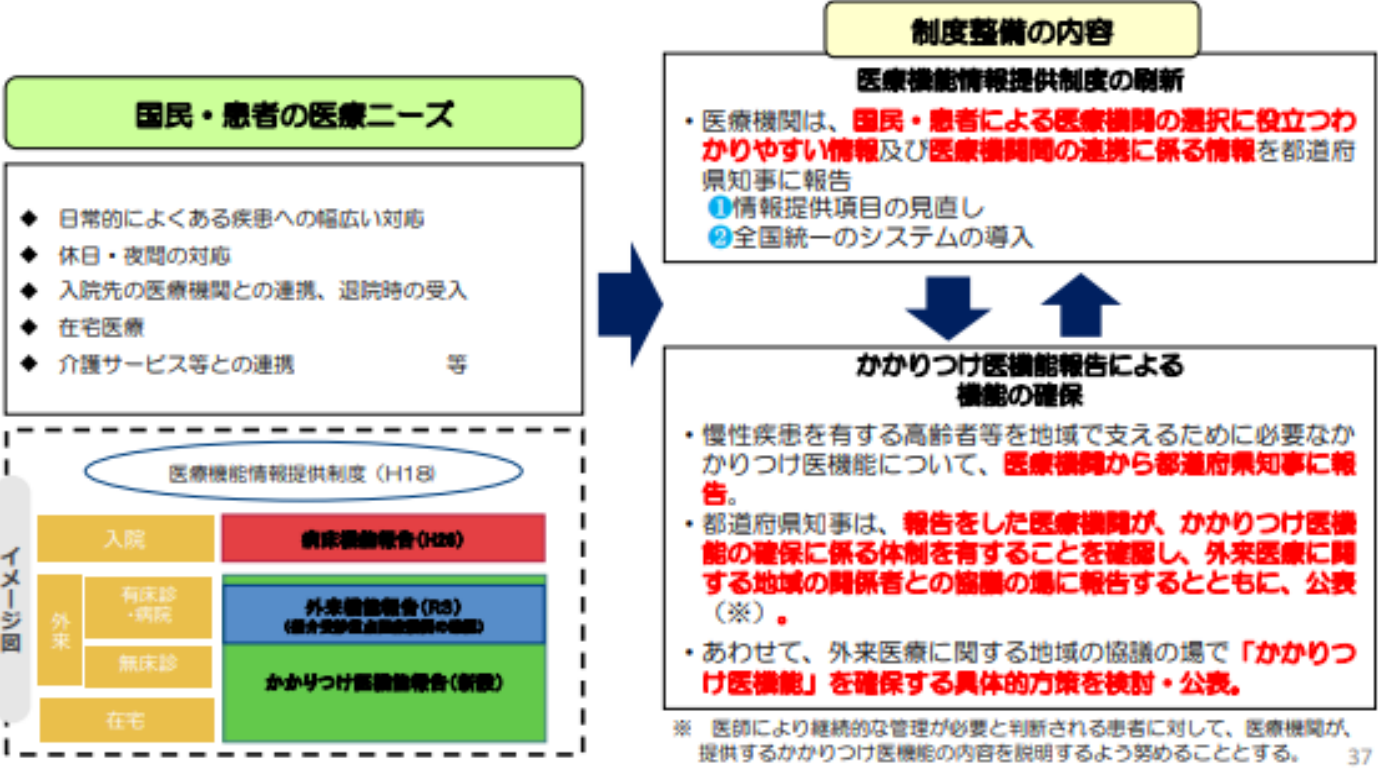 国民・患者の医療ニーズ
◆ 日常的によくある疾患への幅広い対応
◆ 休日・夜間の対応
◆ 入院先の医療機関との連携、退院時の受入
◆ 在宅医療
◆ 介護サービス等との連携 等
イメージ図
医療機能情報提供制度（H18）
入院
病床機能報告(H26)
外来
有床診
・病院
無床診
在宅
外来機能報告(R3)
かかりつけ医機能報告(新設)
制度整備の内容
医療機能情報提供制度の刷新
・医療機関は、国民・患者による医療機関の選択に役立つわ
かりやすい情報及び医療機関間の連携に係る情報を都道府
県知事に報告
❶情報提供項目の見直し
❷全国統一のシステムの導入
かかりつけ医機能報告による
機能の確保
・慢性疾患を有する高齢者等を地域で支えるために必要なか
かりつけ医機能について、医療機関から都道府県知事に報
告。
・都道府県知事は、報告をした医療機関が、かかりつけ医機
能の確保に係る体制を有することを確認し、外来医療に関
する地域の関係者との協議の場に報告するとともに、公表
（※）。
・あわせて、外来医療に関する地域の協議の場で「かかりつ
け医機能」を確保する具体的方策を検討・公表。
※ 医師により継続的な管理が必要と判断される患者に対して、医療機関が、
提供するかかりつけ医機能の内容を説明するよう努めることとする。
37